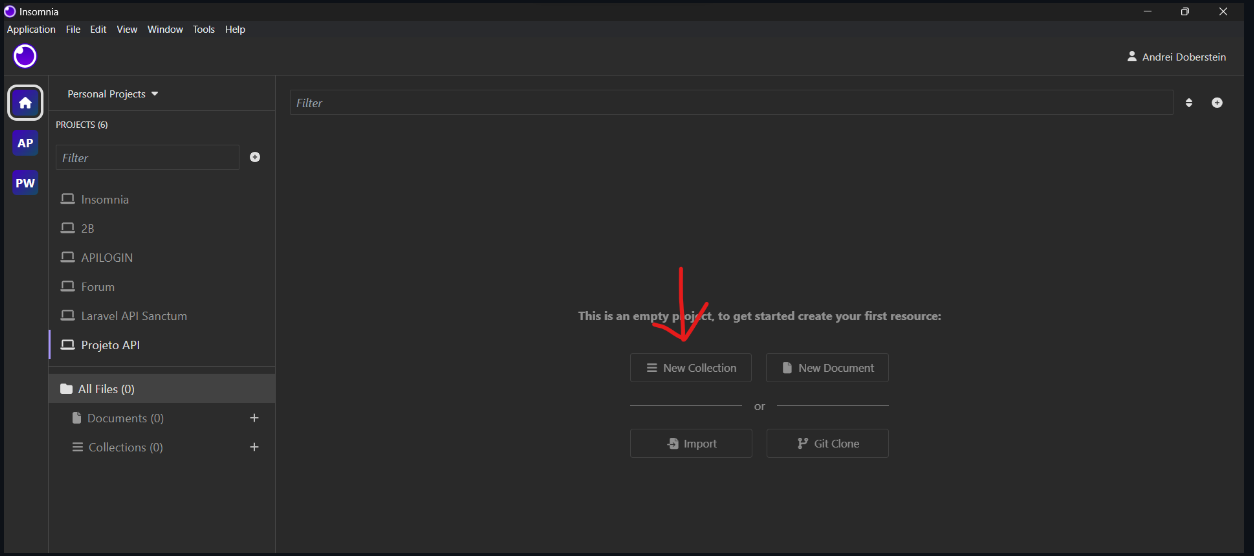 Insomnia
Application File Edit View Window Tools Help
Andrei Doberstein
AP
PW
Personal Projects
PROJECTS (6)
Filter
Insomnia
2B
APILOGIN
Forum
Laravel API Sanctum
Projeto API
All Files (0)
Documents (0)
Collections (0)
Filter
This is an empty project, to get started create your first resource:
New Collection New Document
or
Import Git Clone